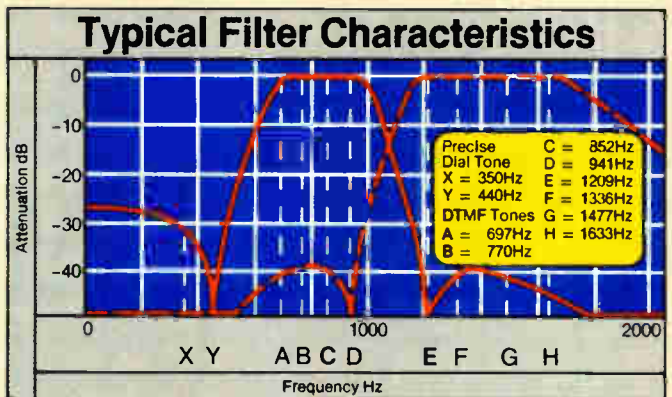 Typical Filter Characteristics
Attenuation dB
0
-10
-20
-30
-40
Precise
Dial Tone
X = 350Hz
Y = 440Hz
DTMF Tones
A = 697Hz
B = 770Hz
C = 852Hz
D = 941Hz
E = 1209Hz
F = 1336Hz
G = 1477Hz
H = 1633Hz
0 1000 2000
X Y A B C D E F G H
Frequency Hz